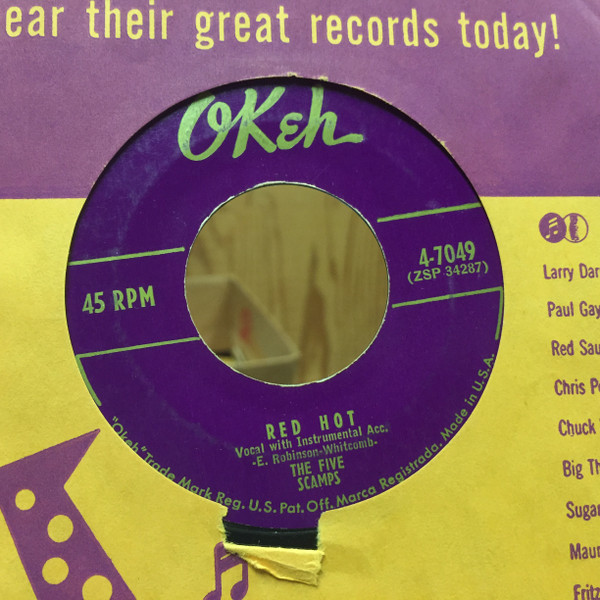 ear their great records today!
OKeh
4-7049
(ZSP 34287)
45 RPM
RED HOT
Vocal with Instrumental Acc.
-E. Robinson-Whitcomb-
THE FIVE
SCAMPS
"Okeh" Trade Mark Reg. U.S. Pat. Off. Marca Registrada. Made in U.S.A.
Larry Dar
Paul Gay
Red Sau
Chris P
Chuck
Big Th
Sugar
Maur
Fritz